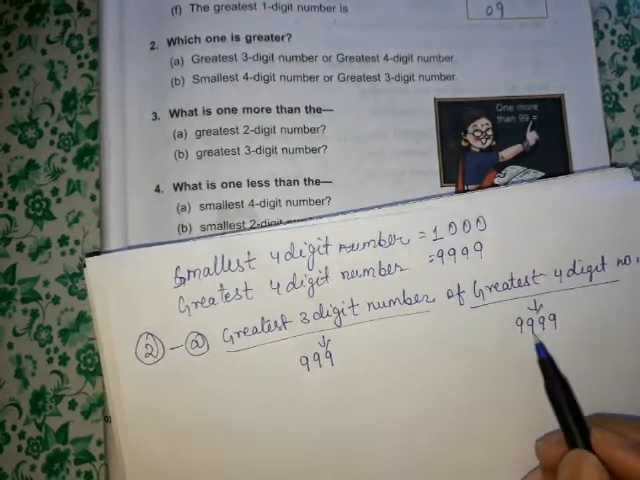 (f) The greatest 1-digit number is
09
2. Which one is greater?
(a) Greatest 3-digit number or Greatest 4-digit number.
(b) Smallest 4-digit number or Greatest 3-digit number.
3. What is one more than the—
(a) greatest 2-digit number?
(b) greatest 3-digit number?
One more
than 99 =
4. What is one less than the—
(a) smallest 4-digit number?
(b) smallest 2-digit
Smallest 4 digit number = 1000
Greatest 4 digit number = 9999
2 - a Greatest 3 digit number of Greatest 4 digit no.
999
9999